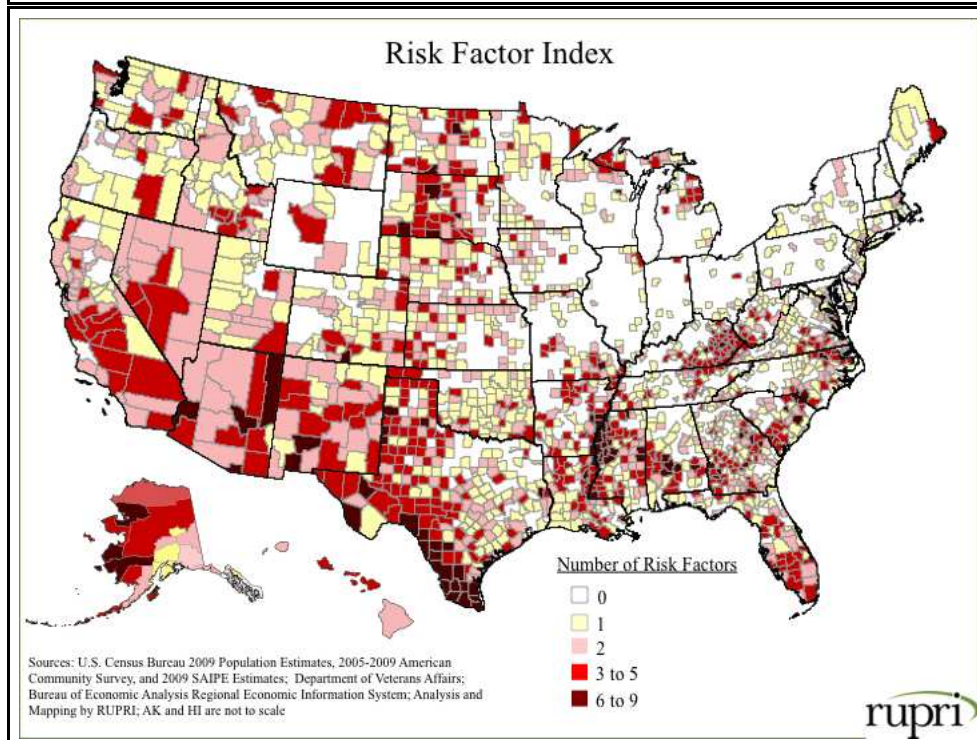 Risk Factor Index
Number of Risk Factors
0
1
2
3 to 5
6 to 9
Sources: U.S. Census Bureau 2009 Population Estimates, 2005-2009 American
Community Survey, and 2009 SAIPE Estimates; Department of Veterans Affairs;
Bureau of Economic Analysis Regional Economic Information System; Analysis and
Mapping by RUPRI; AK and HI are not to scale
rupri